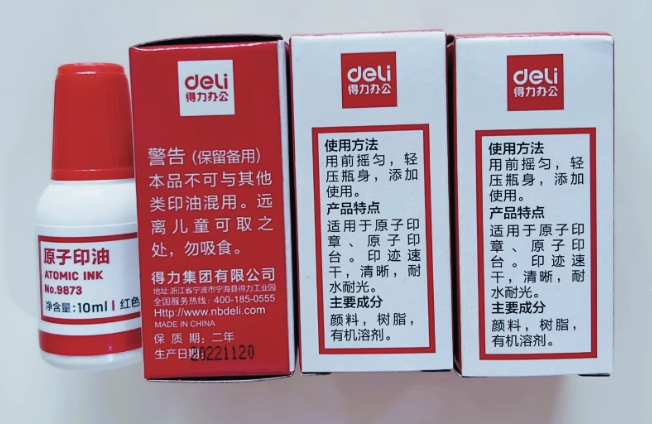 原子印油
ATOMIC INK
No.9873
净含量:10ml | 红色
deli
得力办公
警告（保留备用）
本品不可与其他
类印油混用。远
离儿童可取之
处，勿吸食。
得力集团有限公司
地址:浙江省宁波市宁海县得力工业园
全国服务热线: 400-185-0555
Http://www.nbdeli.com
MADE IN CHINA
保 质 期: 二年
生产日期: 20221120
deli
得力办公
使用方法
用前摇匀，轻
压瓶身，添加
使用。
产品特点
适用于原子印
章、原子印
台。印迹速
干，清晰，耐
水耐光。
主要成分
颜料，树脂，
有机溶剂。
deli
得力办公
使用方法
用前摇匀，轻
压瓶身，添加
使用。
产品特点
适用于原子印
章、原子印
台。印迹速
干，清晰，耐
水耐光。
主要成分
颜料，树脂，
有机溶剂。